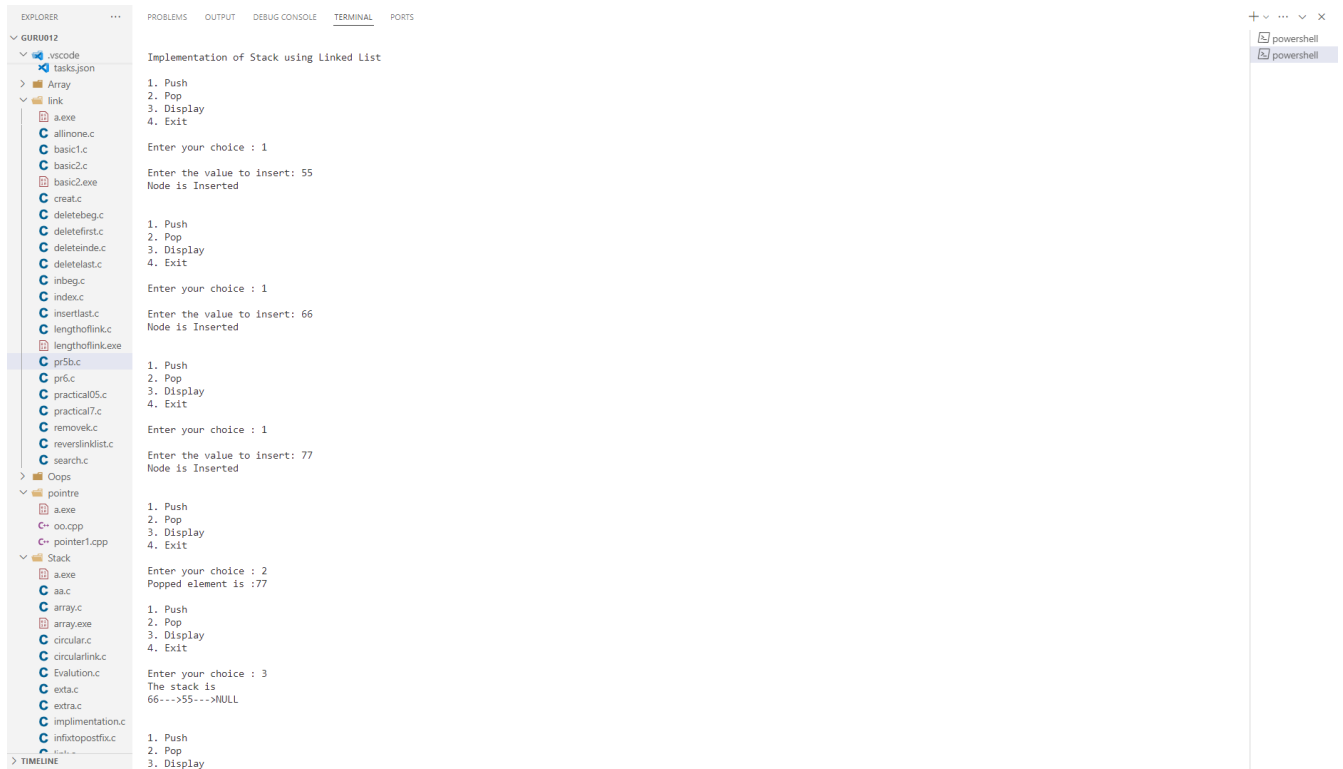 EXPLORER
GURU012
.vscode
tasks.json
Array
link
a.exe
allinone.c
basic1.c
basic2.c
basic2.exe
creat.c
deletebeg.c
deletefirst.c
deleteinde.c
deletelast.c
inbeg.c
index.c
insertlast.c
lengthoflink.c
lengthoflink.exe
pr5b.c
pr6.c
practical05.c
practical7.c
removek.c
reverslinklist.c
search.c
Oops
pointre
a.exe
oo.cpp
pointer1.cpp
Stack
a.exe
aa.c
array.c
array.exe
circular.c
circularlink.c
Evalution.c
exta.c
extra.c
implimentation.c
infixtopostfix.c
TIMELINE
PROBLEMS OUTPUT DEBUG CONSOLE TERMINAL PORTS
Implementation of Stack using Linked List
1. Push
2. Pop
3. Display
4. Exit
Enter your choice : 1
Enter the value to insert: 55
Node is Inserted
1. Push
2. Pop
3. Display
4. Exit
Enter your choice : 1
Enter the value to insert: 66
Node is Inserted
1. Push
2. Pop
3. Display
4. Exit
Enter your choice : 1
Enter the value to insert: 77
Node is Inserted
1. Push
2. Pop
3. Display
4. Exit
Enter your choice : 2
Popped element is :77
1. Push
2. Pop
3. Display
4. Exit
Enter your choice : 3
The stack is
66--->55--->NULL
1. Push
2. Pop
3. Display
powershell
powershell